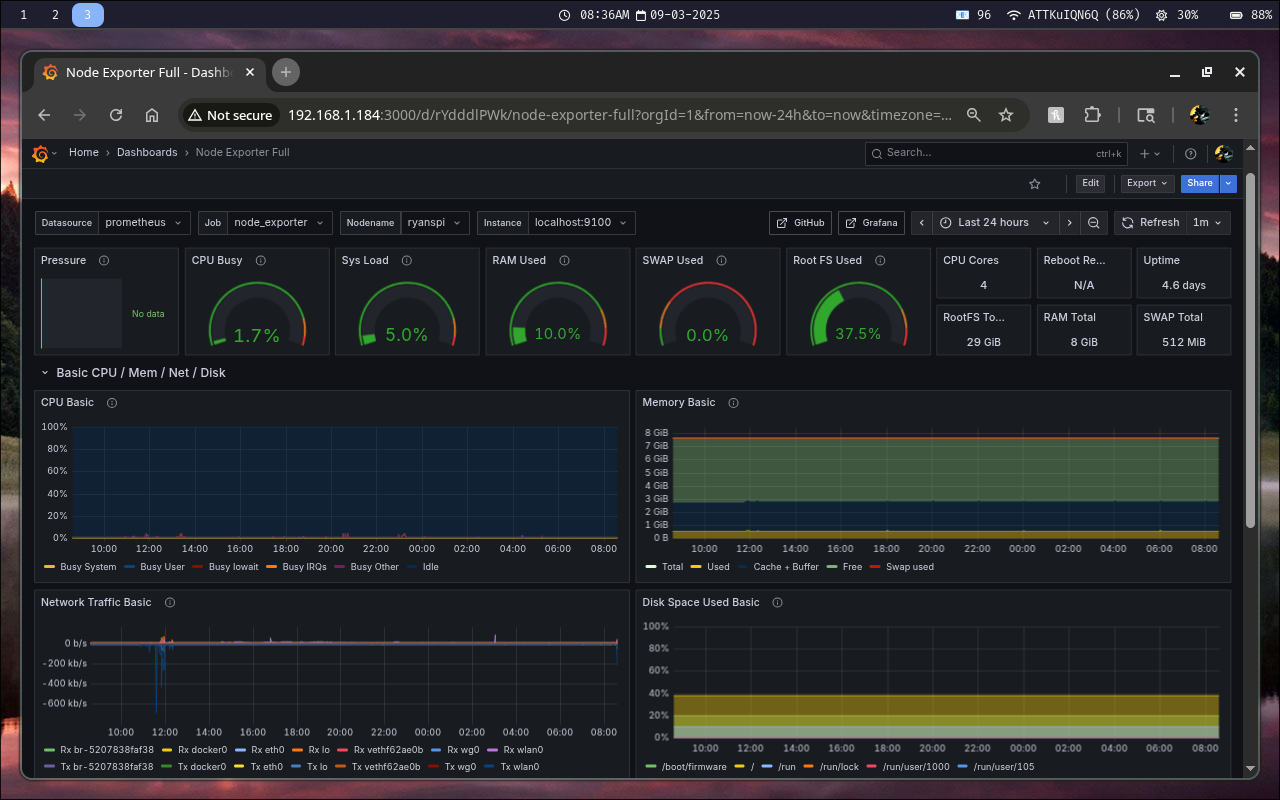 1 2 3 08:36AM 09-03-2025 96 ATTKuIQN6Q (86%) 30% 88%
Node Exporter Full - Dashb
Not secure 192.168.1.184:3000/d/rYdddlPWk/node-exporter-full?orgId=1&from=now-24h&to=now&timezone=...
Home › Dashboards › Node Exporter Full Search... ctrl+k
Edit Export Share
Datasource prometheus Job node_exporter Nodename ryanspi Instance localhost:9100 GitHub Grafana Last 24 hours Refresh 1m
Pressure CPU Busy Sys Load RAM Used SWAP Used Root FS Used CPU Cores Reboot Re... Uptime
4 N/A 4.6 days
No data 1.7% 5.0% 10.0% 0.0% 37.5%
RootFS To... RAM Total SWAP Total
29 GiB 8 GiB 512 MiB
Basic CPU / Mem / Net / Disk
CPU Basic
100%
80%
60%
40%
20%
0%
10:00 12:00 14:00 16:00 18:00 20:00 22:00 00:00 02:00 04:00 06:00 08:00
Busy System Busy User Busy Iowait Busy IRQs Busy Other Idle
Memory Basic
8 GiB
7 GiB
6 GiB
5 GiB
4 GiB
3 GiB
2 GiB
1 GiB
0 B
10:00 12:00 14:00 16:00 18:00 20:00 22:00 00:00 02:00 04:00 06:00 08:00
Total Used Cache + Buffer Free Swap used
Network Traffic Basic
0 b/s
-200 kb/s
-400 kb/s
-600 kb/s
10:00 12:00 14:00 16:00 18:00 20:00 22:00 00:00 02:00 04:00 06:00 08:00
Rx br-5207838faf38 Rx docker0 Rx eth0 Rx lo Rx vethf62ae0b Rx wg0 Rx wlan0
Tx br-5207838faf38 Tx docker0 Tx eth0 Tx lo Tx vethf62ae0b Tx wg0 Tx wlan0
Disk Space Used Basic
100%
80%
60%
40%
20%
0%
10:00 12:00 14:00 16:00 18:00 20:00 22:00 00:00 02:00 04:00 06:00 08:00
/boot/firmware / /run /run/lock /run/user/1000 /run/user/105